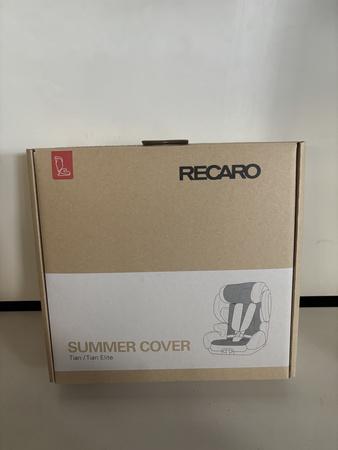 RECARO
SUMMER COVER
Tian / Tian Elite